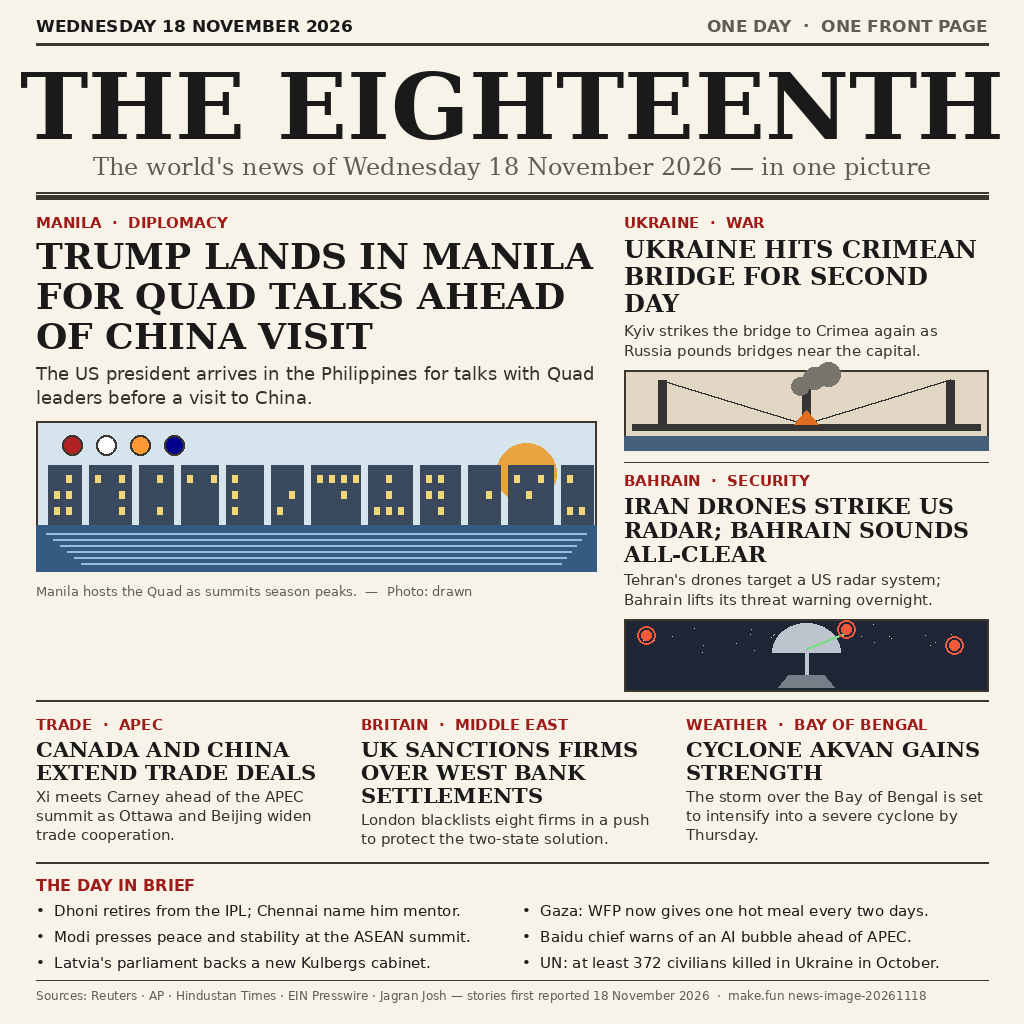 WEDNESDAY 18 NOVEMBER 2026
ONE DAY · ONE FRONT PAGE
THE EIGHTEENTH
The world's news of Wednesday 18 November 2026 — in one picture
MANILA · DIPLOMACY
TRUMP LANDS IN MANILA
FOR QUAD TALKS AHEAD
OF CHINA VISIT
The US president arrives in the Philippines for talks with Quad
leaders before a visit to China.
Manila hosts the Quad as summits season peaks. — Photo: drawn
UKRAINE · WAR
UKRAINE HITS CRIMEAN
BRIDGE FOR SECOND
DAY
Kyiv strikes the bridge to Crimea again as
Russia pounds bridges near the capital.
BAHRAIN · SECURITY
IRAN DRONES STRIKE US
RADAR; BAHRAIN SOUNDS
ALL-CLEAR
Tehran's drones target a US radar system;
Bahrain lifts its threat warning overnight.
TRADE · APEC
CANADA AND CHINA
EXTEND TRADE DEALS
Xi meets Carney ahead of the APEC
summit as Ottawa and Beijing widen
trade cooperation.
BRITAIN · MIDDLE EAST
UK SANCTIONS FIRMS
OVER WEST BANK
SETTLEMENTS
London blacklists eight firms in a push
to protect the two-state solution.
WEATHER · BAY OF BENGAL
CYCLONE AKVAN GAINS
STRENGTH
The storm over the Bay of Bengal is set
to intensify into a severe cyclone by
Thursday.
THE DAY IN BRIEF
• Dhoni retires from the IPL; Chennai name him mentor.
• Modi presses peace and stability at the ASEAN summit.
• Latvia's parliament backs a new Kulbergs cabinet.
• Gaza: WFP now gives one hot meal every two days.
• Baidu chief warns of an AI bubble ahead of APEC.
• UN: at least 372 civilians killed in Ukraine in October.
Sources: Reuters · AP · Hindustan Times · EIN Presswire · Jagran Josh — stories first reported 18 November 2026 · make.fun news-image-20261118